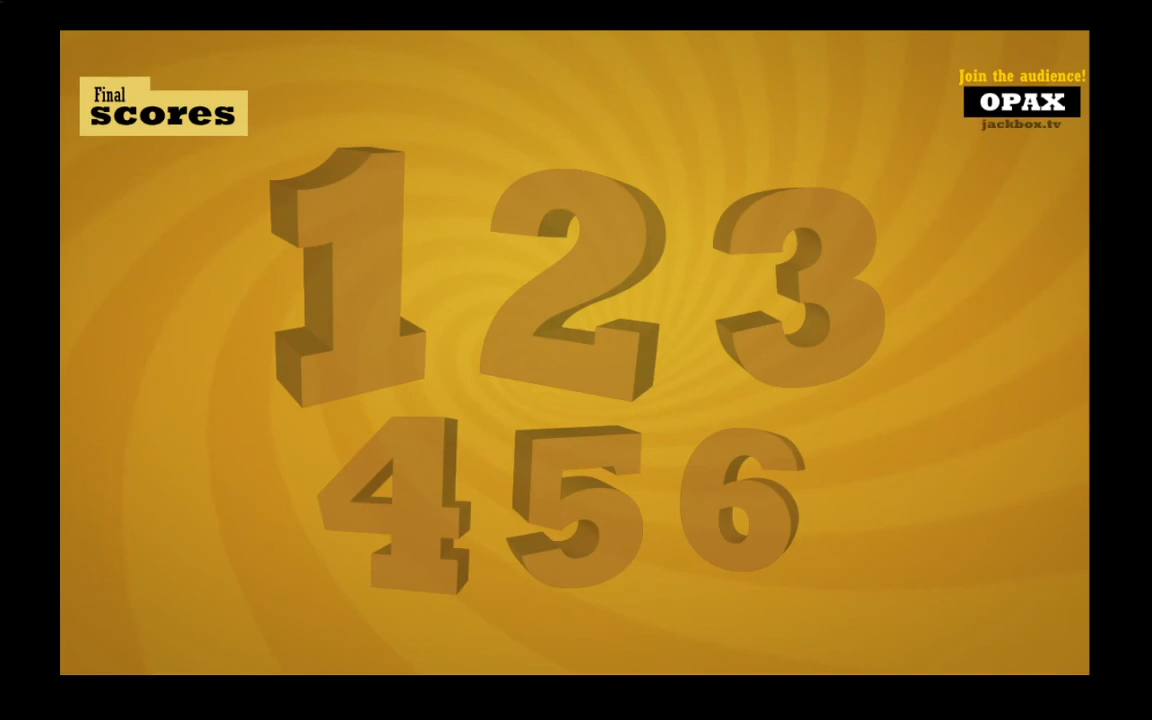 Final
scores
Join the audience!
OPAX
jackbox.tv
1 2 3
4 5 6